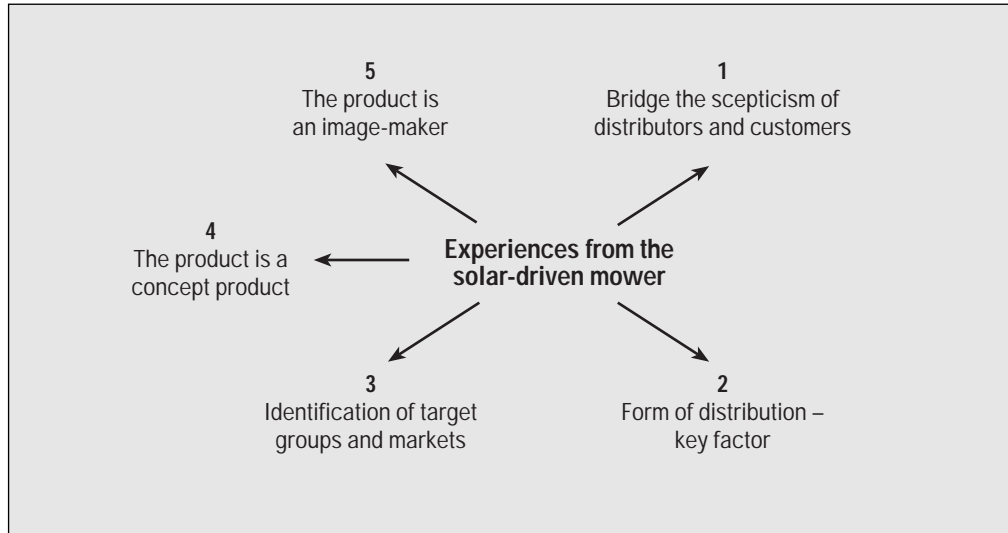 5
The product is
an image-maker
1
Bridge the scepticism of
distributors and customers
4
The product is a
concept product
Experiences from the
solar-driven mower
3
Identification of target
groups and markets
2
Form of distribution –
key factor